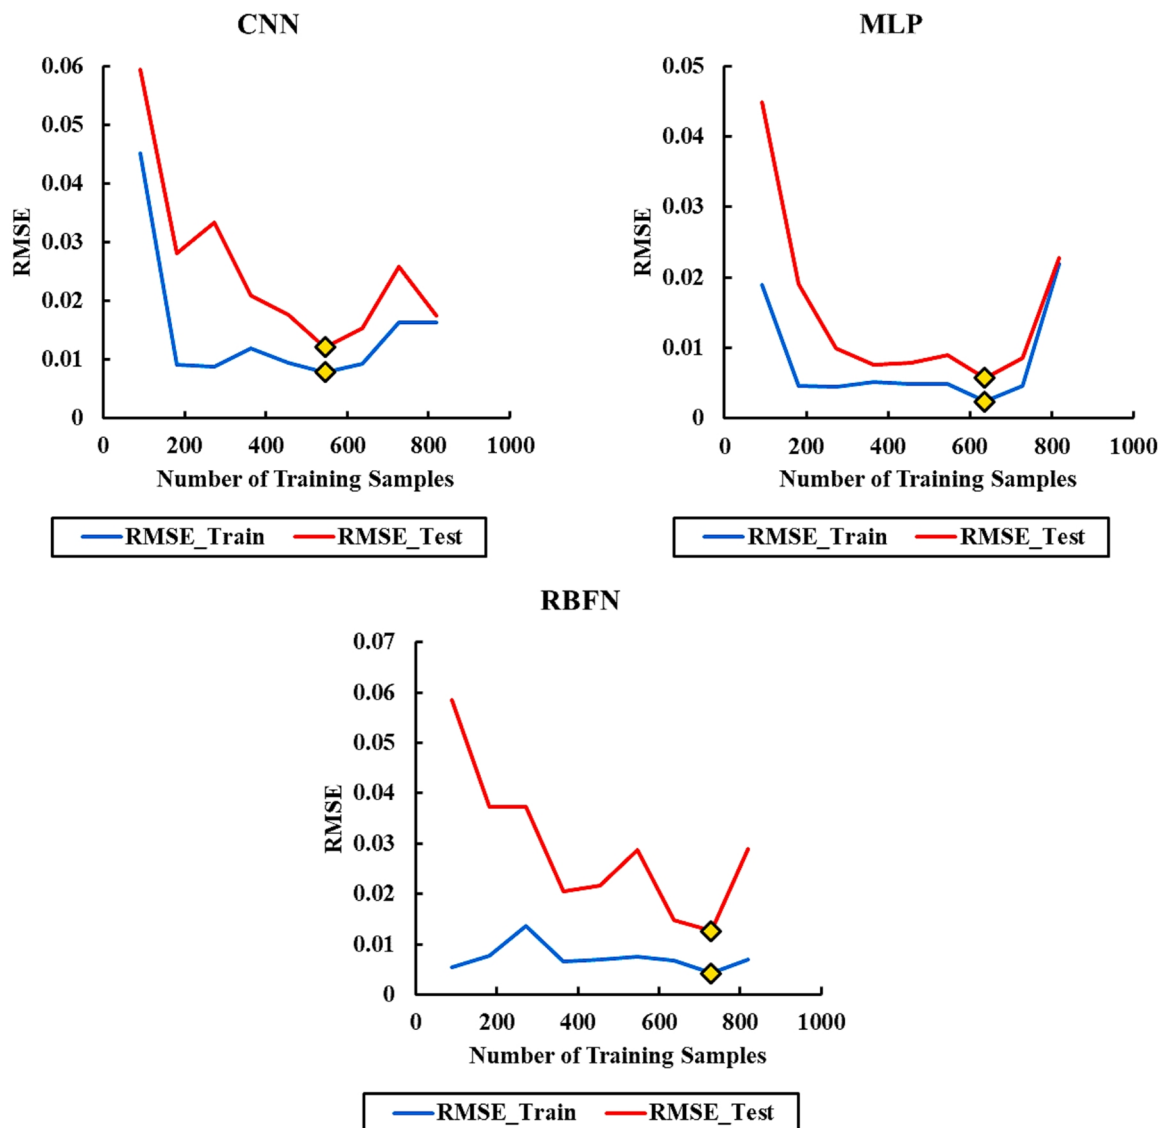 CNN
0.06
0.05
0.04
0.03
0.02
0.01
0
RMSE
0 200 400 600 800 1000
Number of Training Samples
RMSE_Train RMSE_Test
MLP
0.05
0.04
0.03
0.02
0.01
0
RMSE
0 200 400 600 800 1000
Number of Training Samples
RMSE_Train RMSE_Test
RBFN
0.07
0.06
0.05
0.04
0.03
0.02
0.01
0
RMSE
0 200 400 600 800 1000
Number of Training Samples
RMSE_Train RMSE_Test